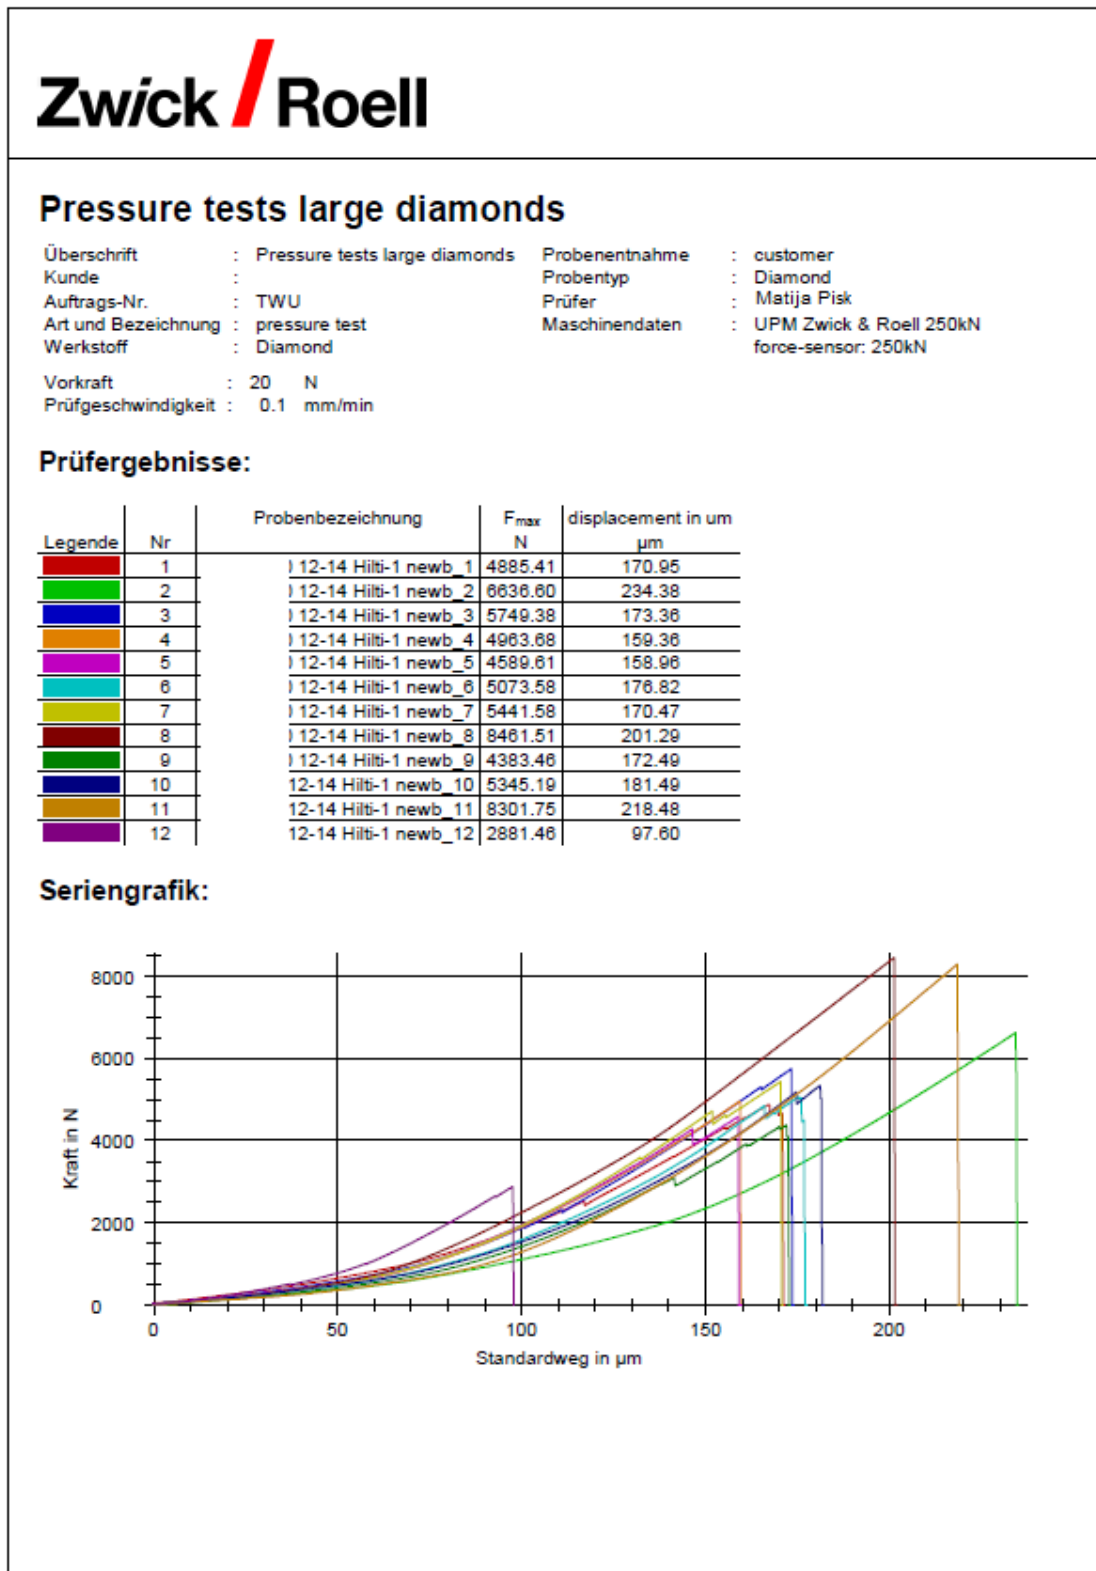 Zwick / Roell
Pressure tests large diamonds
Überschrift : Pressure tests large diamonds Probenentnahme : customer
Kunde : Probentyp : Diamond
Auftrags-Nr. : TWU Prüfer : Matija Pisk
Art und Bezeichnung : pressure test Maschinendaten : UPM Zwick & Roell 250kN
Werkstoff : Diamond force-sensor: 250kN
Vorkraft : 20 N
Prüfgeschwindigkeit : 0.1 mm/min
Prüfergebnisse:
Probenbezeichnung Fmax displacement in um
Legende Nr N µm
1 ) 12-14 Hilti-1 newb_1 4885.41 170.95
2 ) 12-14 Hilti-1 newb_2 6636.60 234.38
3 ) 12-14 Hilti-1 newb_3 5749.38 173.36
4 ) 12-14 Hilti-1 newb_4 4963.68 159.36
5 ) 12-14 Hilti-1 newb_5 4589.61 158.96
6 ) 12-14 Hilti-1 newb_6 5073.58 176.82
7 ) 12-14 Hilti-1 newb_7 5441.58 170.47
8 ) 12-14 Hilti-1 newb_8 8461.51 201.29
9 ) 12-14 Hilti-1 newb_9 4383.46 172.49
10 12-14 Hilti-1 newb_10 5345.19 181.49
11 12-14 Hilti-1 newb_11 8301.75 218.48
12 12-14 Hilti-1 newb_12 2881.46 97.60
Seriengrafik:
8000
6000
4000
2000
0
Kraft in N
0 50 100 150 200
Standardweg in µm